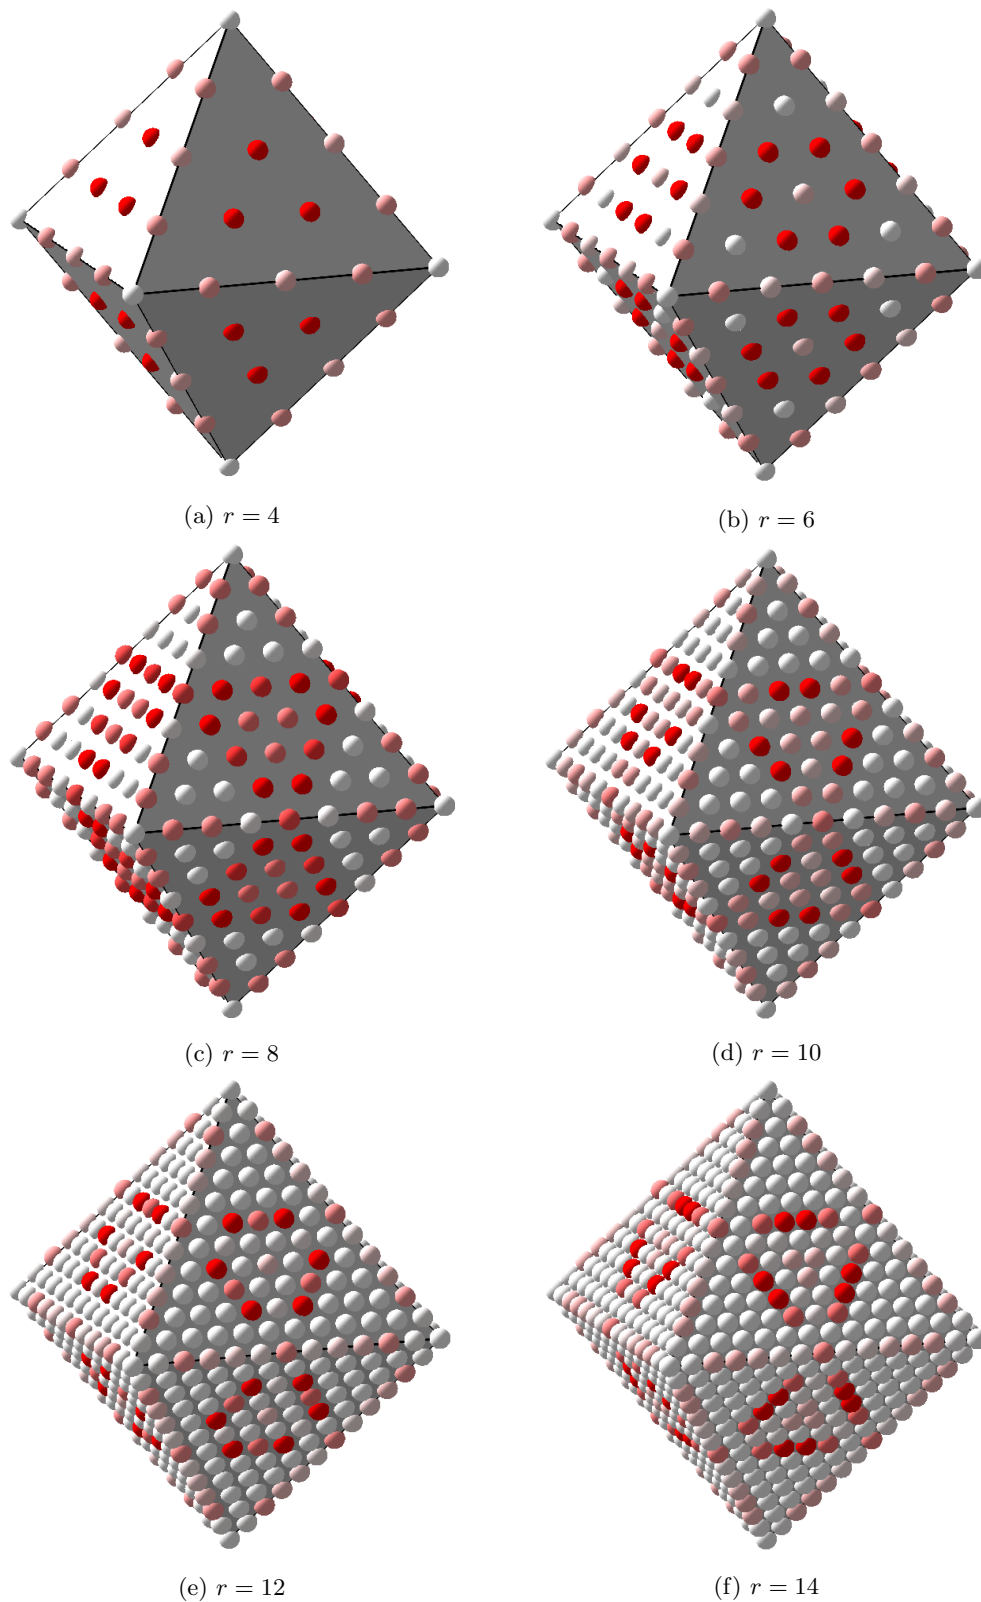 (a) r = 4
(b) r = 6
(c) r = 8
(d) r = 10
(e) r = 12
(f) r = 14